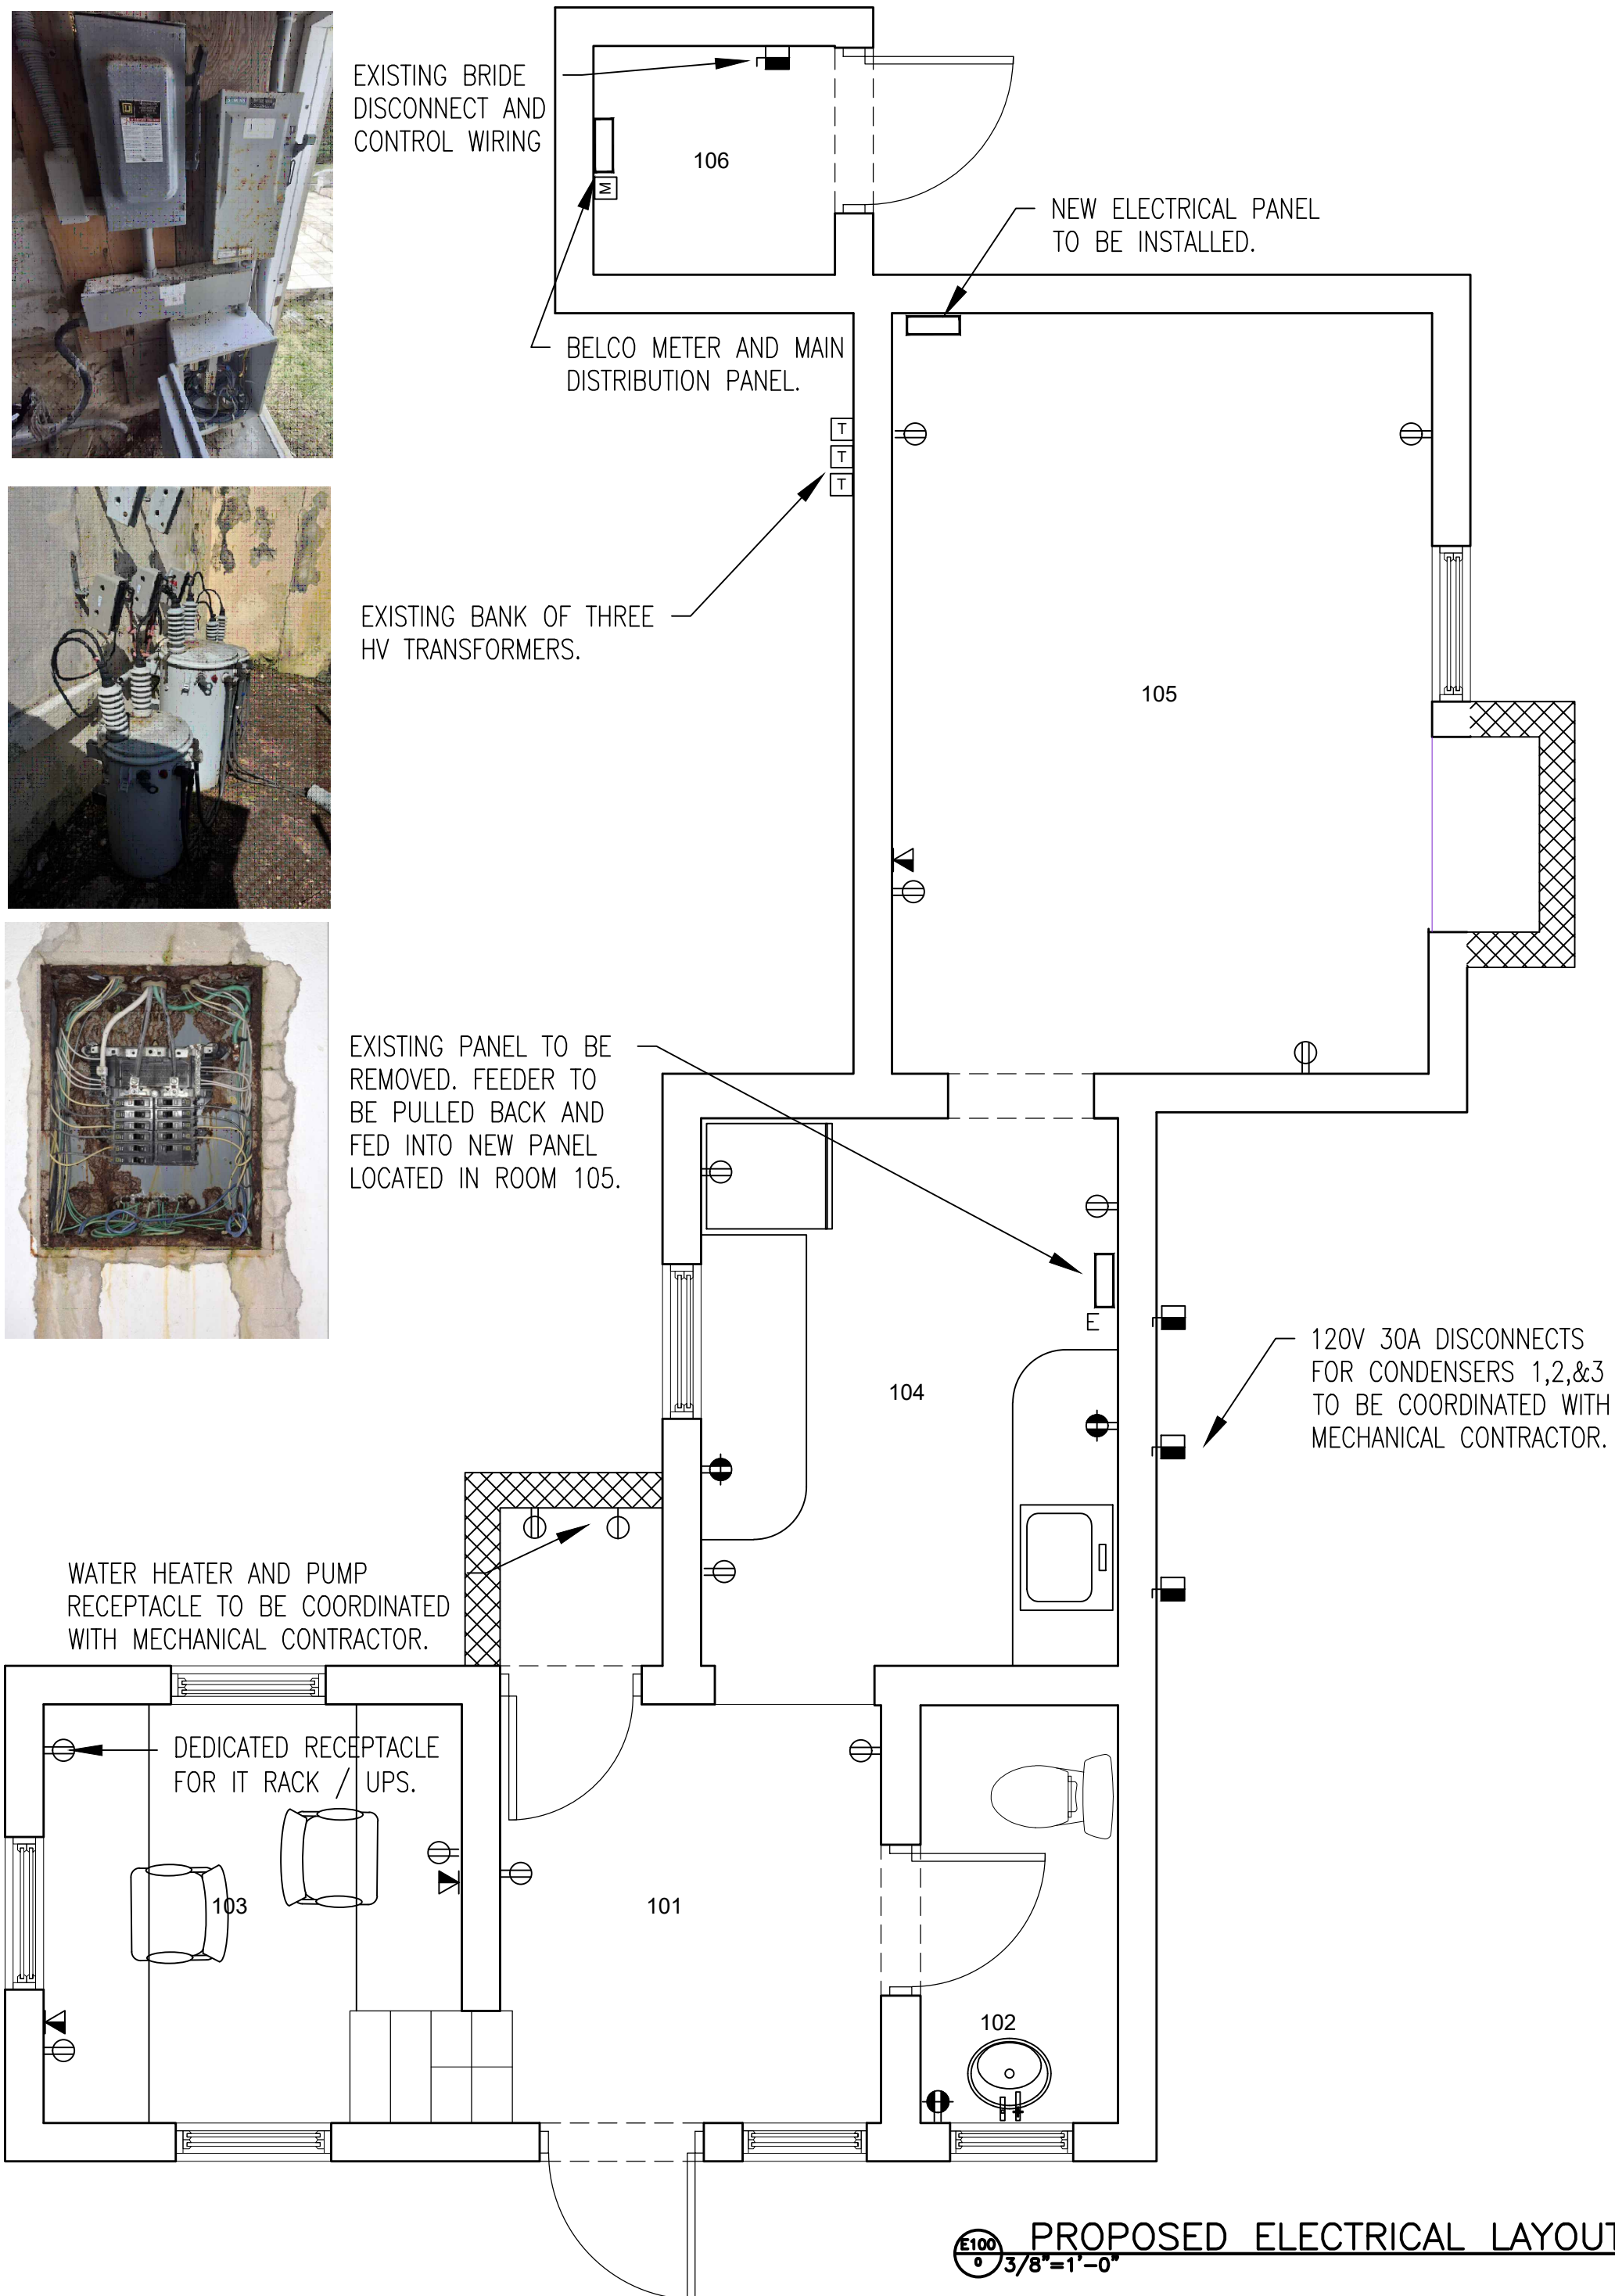 EXISTING BRIDE
DISCONNECT AND
CONTROL WIRING
106
M
NEW ELECTRICAL PANEL
TO BE INSTALLED.
BELCO METER AND MAIN
DISTRIBUTION PANEL.
T
T
T
EXISTING BANK OF THREE
HV TRANSFORMERS.
105
EXISTING PANEL TO BE
REMOVED. FEEDER TO
BE PULLED BACK AND
FED INTO NEW PANEL
LOCATED IN ROOM 105.
E
120V 30A DISCONNECTS
FOR CONDENSERS 1,2,&3
TO BE COORDINATED WITH
MECHANICAL CONTRACTOR.
104
WATER HEATER AND PUMP
RECEPTACLE TO BE COORDINATED
WITH MECHANICAL CONTRACTOR.
DEDICATED RECEPTACLE
FOR IT RACK / UPS.
103
101
102
E100
0
PROPOSED ELECTRICAL LAYOUT
3/8"=1'-0"